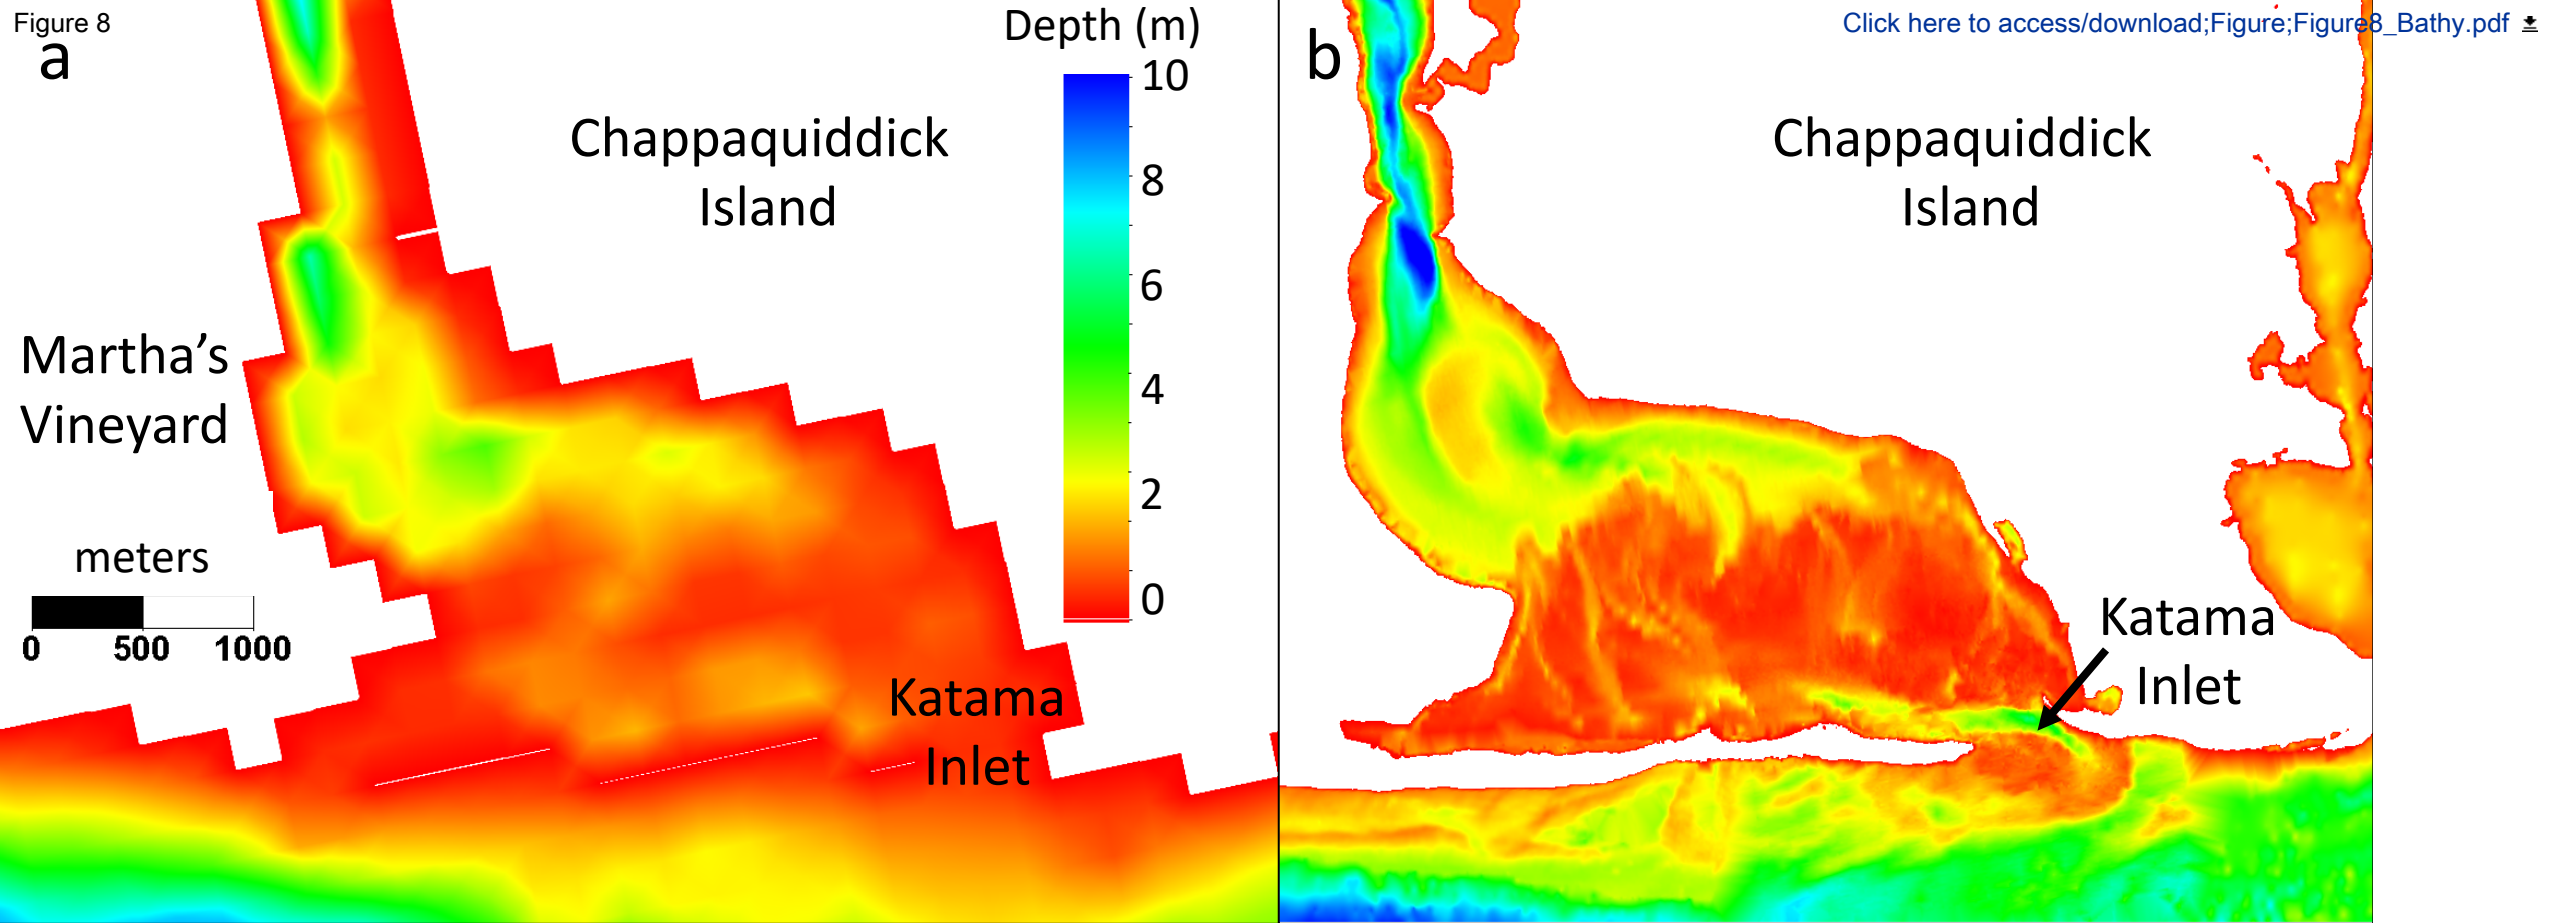 Figure 8
Click here to access/download;Figure;Figure8_Bathy.pdf
a
Depth (m)
10
8
6
4
2
0
Chappaquiddick
Island
Martha’s
Vineyard
meters
0 500 1000
Katama
Inlet
b
Chappaquiddick
Island
Katama
Inlet